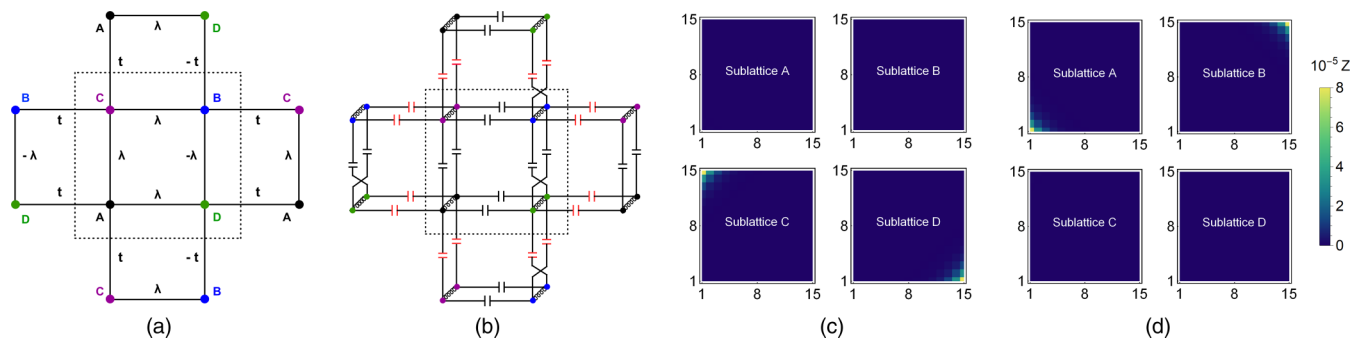 A λ D
t -t
B C B C
t λ t
-λ λ -λ λ
t λ t
D A D A
t -t
C λ B
(a)
(b)
15 15
Sublattice A Sublattice B
8 8
1 1
1 8 15 1 8 15
15 15
Sublattice C Sublattice D
8 8
1 1
1 8 15 1 8 15
(c)
15 15
Sublattice A Sublattice B
8 8
1 1
1 8 15 1 8 15
15 15
Sublattice C Sublattice D
8 8
1 1
1 8 15 1 8 15
(d)
10⁻⁵ Z
8
6
4
2
0